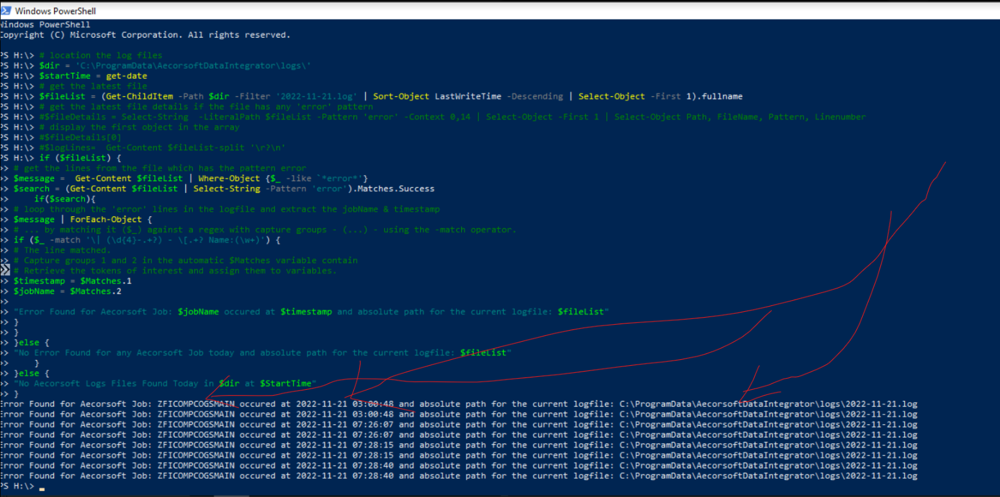 Windows PowerShell
Windows PowerShell
Copyright (C) Microsoft Corporation. All rights reserved.
PS H:\> # location the log files
PS H:\> $dir = 'C:\ProgramData\AecorsoftDataIntegrator\logs\'
PS H:\> $startTime = get-date
PS H:\> # get the latest file
PS H:\> $fileList = (Get-ChildItem -Path $dir -Filter '2022-11-21.log' | Sort-Object LastWriteTime -Descending | Select-Object -First 1).fullname
PS H:\> # get the latest file details if the file has any 'error' pattern
PS H:\> #$fileDetails = Select-String  -LiteralPath $fileList -Pattern 'error' -Context 0,14 | Select-Object -First 1 | Select-Object Path, FileName, Pattern, Linenumber
PS H:\> # display the first object in the array
PS H:\> #$fileDetails[0]
PS H:\> #$logLines=  Get-Content $fileList-split '\r?\n'
PS H:\> if ($fileList) {
>> # get the lines from the file which has the pattern error
>> $message =  Get-Content $fileList | Where-Object {$_ -like `*error*'}
>> $search = (Get-Content $fileList | Select-String -Pattern 'error').Matches.Success
>>     if($search){
>> # loop through the 'error' lines in the logfile and extract the jobName & timestamp
>> $message | ForEach-Object {
>> # ... by matching it ($_) against a regex with capture groups - (...) - using the -match operator.
>> if ($_ -match '\| (\d{4}-.+?) - \[.+? Name:(\w+)') {
>> # The line matched.
>> # Capture groups 1 and 2 in the automatic $Matches variable contain
>> # Retrieve the tokens of interest and assign them to variables.
>> $timestamp = $Matches.1
>> $jobName = $Matches.2
>>
>> "Error Found for Aecorsoft Job: $jobName occured at $timestamp and absolute path for the current logfile: $fileList"
>> }
>> }
>> }else {
>> "No Error Found for any Aecorsoft Job today and absolute path for the current logfile: $fileList"
>>     }
>> }else {
>> "No Aecorsoft Logs Files Found Today in $dir at $StartTime"
>> }
Error Found for Aecorsoft Job: ZFICOMPCOGSMAIN occured at 2022-11-21 03:00:48 and absolute path for the current logfile: C:\ProgramData\AecorsoftDataIntegrator\logs\2022-11-21.log
Error Found for Aecorsoft Job: ZFICOMPCOGSMAIN occured at 2022-11-21 03:00:48 and absolute path for the current logfile: C:\ProgramData\AecorsoftDataIntegrator\logs\2022-11-21.log
Error Found for Aecorsoft Job: ZFICOMPCOGSMAIN occured at 2022-11-21 07:26:07 and absolute path for the current logfile: C:\ProgramData\AecorsoftDataIntegrator\logs\2022-11-21.log
Error Found for Aecorsoft Job: ZFICOMPCOGSMAIN occured at 2022-11-21 07:26:07 and absolute path for the current logfile: C:\ProgramData\AecorsoftDataIntegrator\logs\2022-11-21.log
Error Found for Aecorsoft Job: ZFICOMPCOGSMAIN occured at 2022-11-21 07:28:15 and absolute path for the current logfile: C:\ProgramData\AecorsoftDataIntegrator\logs\2022-11-21.log
Error Found for Aecorsoft Job: ZFICOMPCOGSMAIN occured at 2022-11-21 07:28:15 and absolute path for the current logfile: C:\ProgramData\AecorsoftDataIntegrator\logs\2022-11-21.log
Error Found for Aecorsoft Job: ZFICOMPCOGSMAIN occured at 2022-11-21 07:28:40 and absolute path for the current logfile: C:\ProgramData\AecorsoftDataIntegrator\logs\2022-11-21.log
Error Found for Aecorsoft Job: ZFICOMPCOGSMAIN occured at 2022-11-21 07:28:40 and absolute path for the current logfile: C:\ProgramData\AecorsoftDataIntegrator\logs\2022-11-21.log
PS H:\>